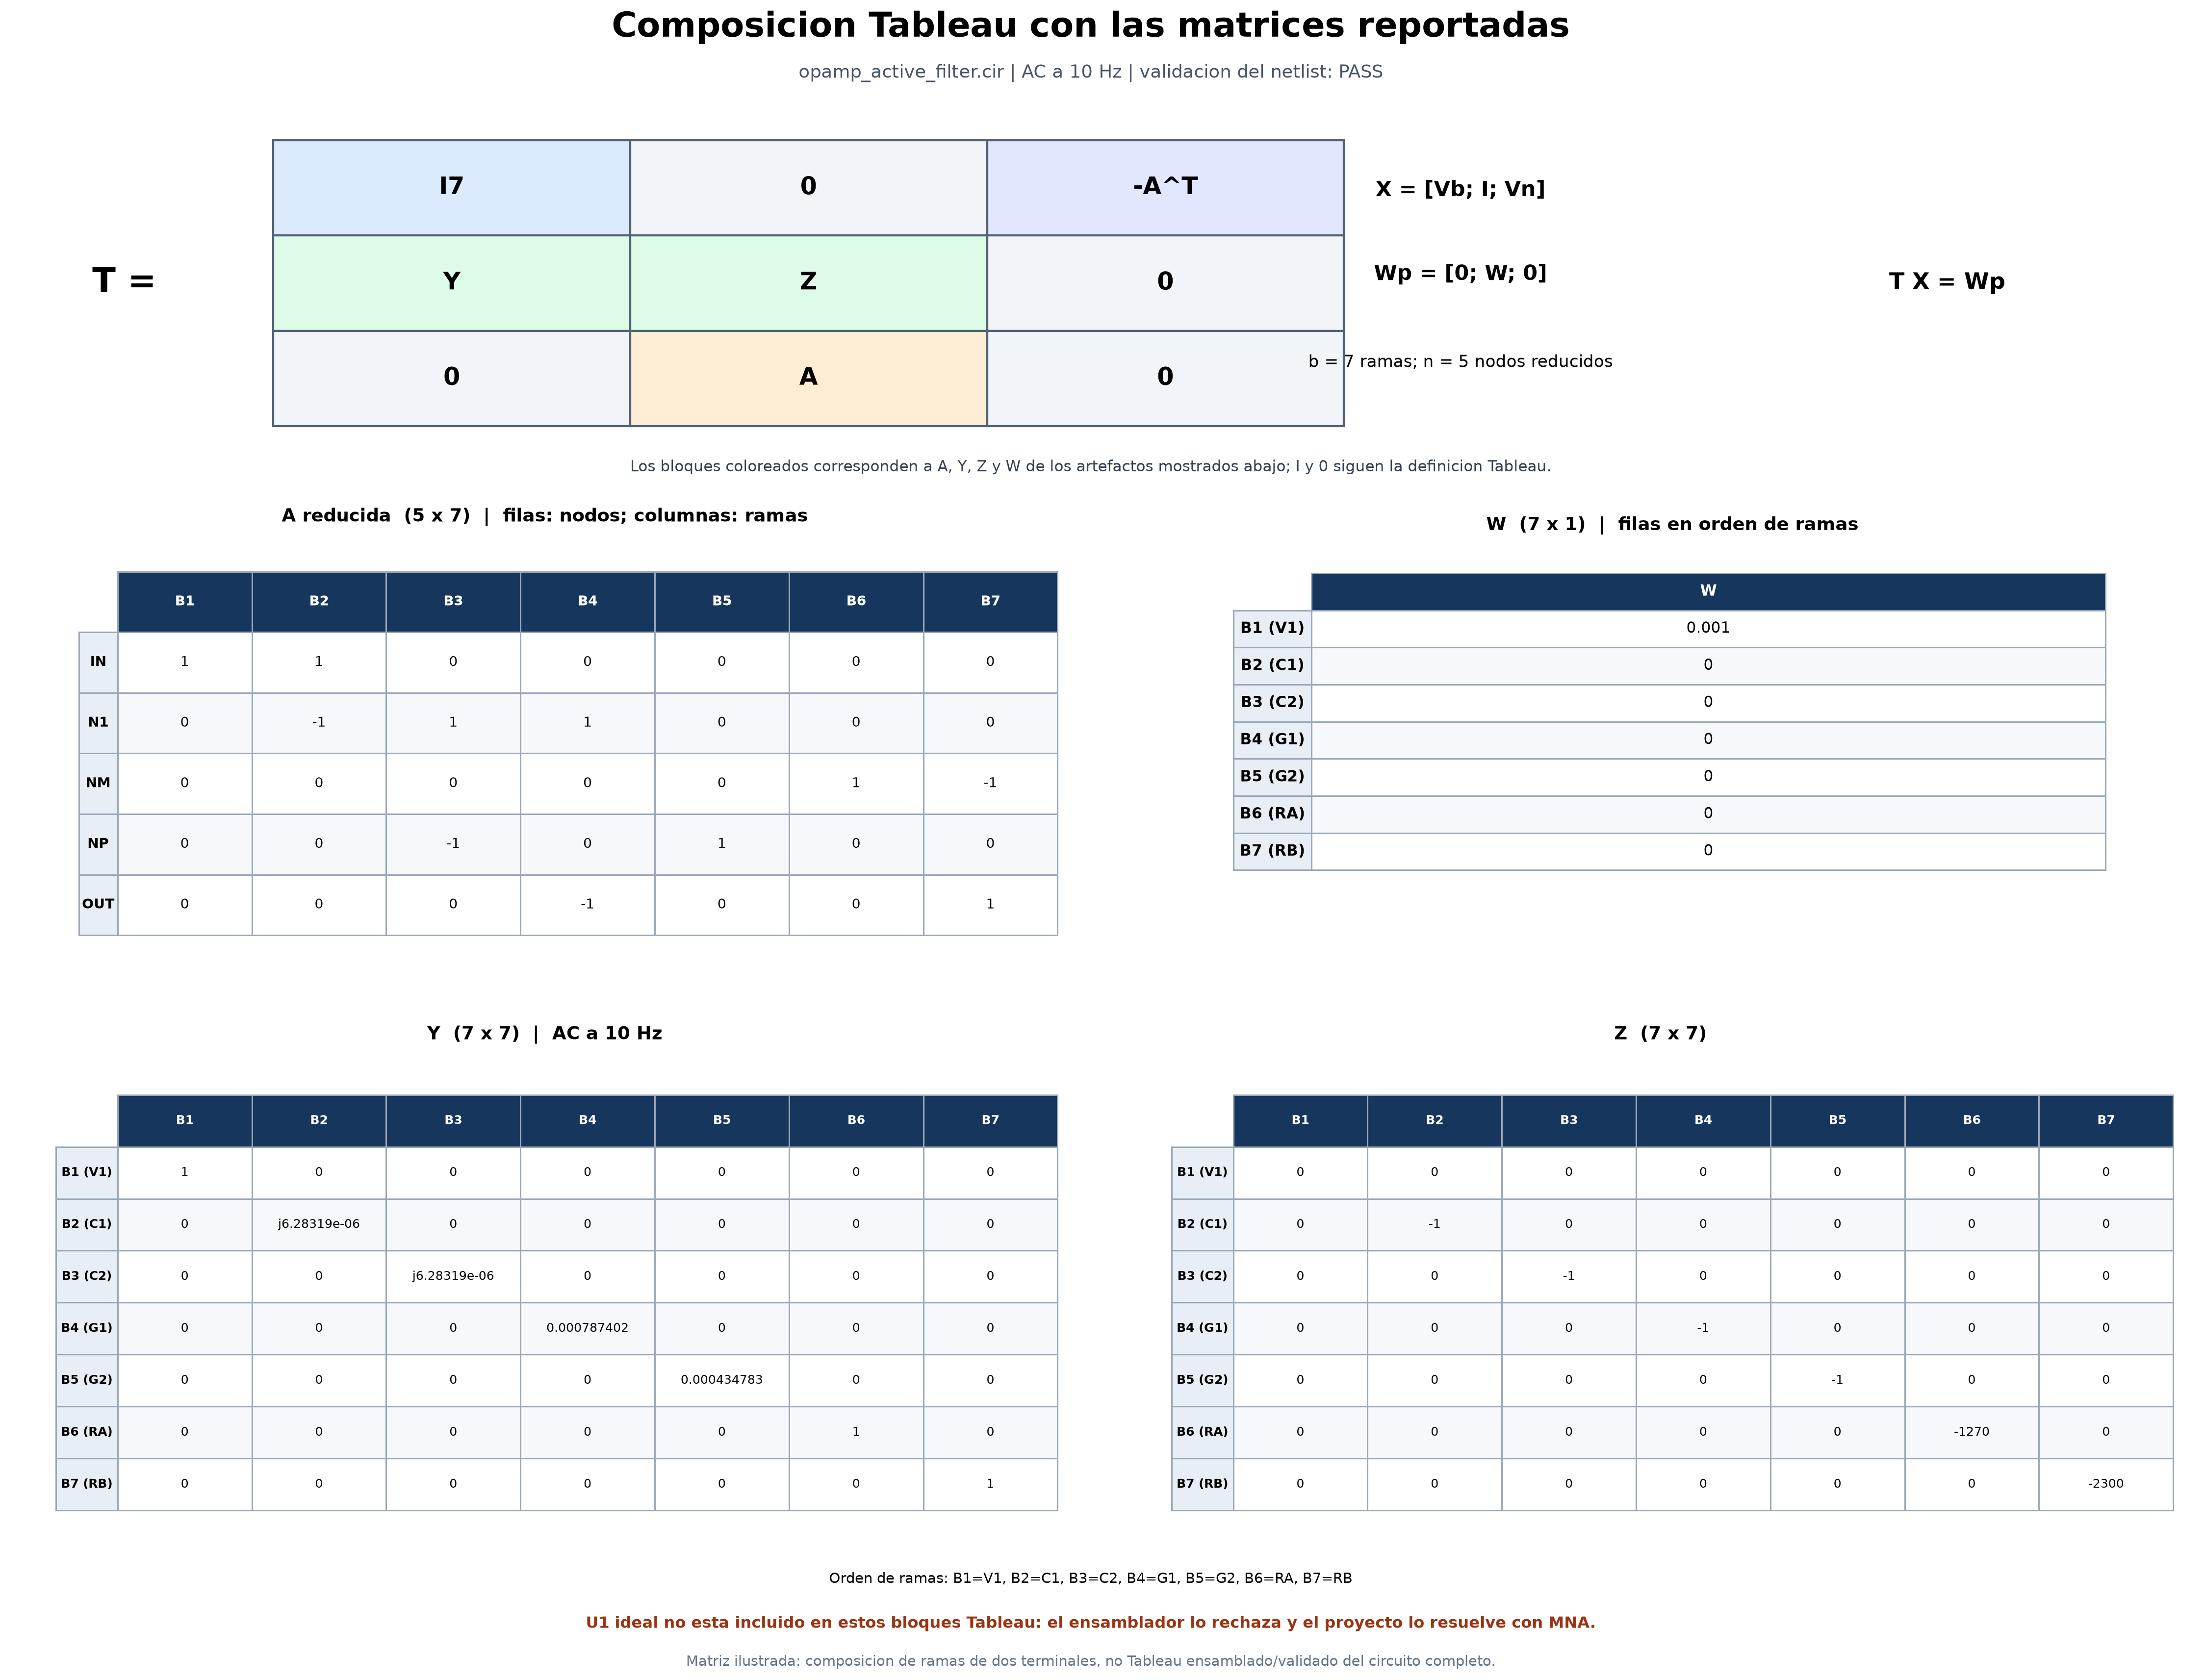 Composicion Tableau con las matrices reportadas
opamp_active_filter.cir | AC a 10 Hz | validacion del netlist: PASS
T =
I7 0 -A^T
Y Z 0
0 A 0
X = [Vb; I; Vn]
Wp = [0; W; 0]
b = 7 ramas; n = 5 nodos reducidos
T X = Wp
Los bloques coloreados corresponden a A, Y, Z y W de los artefactos mostrados abajo; I y 0 siguen la definicion Tableau.
A reducida (5 x 7) | filas: nodos; columnas: ramas
B1 B2 B3 B4 B5 B6 B7
IN 1 1 0 0 0 0 0
N1 0 -1 1 1 0 0 0
NM 0 0 0 0 0 1 -1
NP 0 0 -1 0 1 0 0
OUT 0 0 0 -1 0 0 1
W (7 x 1) | filas en orden de ramas
W
B1 (V1) 0.001
B2 (C1) 0
B3 (C2) 0
B4 (G1) 0
B5 (G2) 0
B6 (RA) 0
B7 (RB) 0
Y (7 x 7) | AC a 10 Hz
B1 B2 B3 B4 B5 B6 B7
B1 (V1) 1 0 0 0 0 0 0
B2 (C1) 0 j6.28319e-06 0 0 0 0 0
B3 (C2) 0 0 j6.28319e-06 0 0 0 0
B4 (G1) 0 0 0 0.000787402 0 0 0
B5 (G2) 0 0 0 0 0.000434783 0 0
B6 (RA) 0 0 0 0 0 1 0
B7 (RB) 0 0 0 0 0 0 1
Z (7 x 7)
B1 B2 B3 B4 B5 B6 B7
B1 (V1) 0 0 0 0 0 0 0
B2 (C1) 0 -1 0 0 0 0 0
B3 (C2) 0 0 -1 0 0 0 0
B4 (G1) 0 0 0 -1 0 0 0
B5 (G2) 0 0 0 0 -1 0 0
B6 (RA) 0 0 0 0 0 -1270 0
B7 (RB) 0 0 0 0 0 0 -2300
Orden de ramas: B1=V1, B2=C1, B3=C2, B4=G1, B5=G2, B6=RA, B7=RB
U1 ideal no esta incluido en estos bloques Tableau: el ensamblador lo rechaza y el proyecto lo resuelve con MNA.
Matriz ilustrada: composicion de ramas de dos terminales, no Tableau ensamblado/validado del circuito completo.